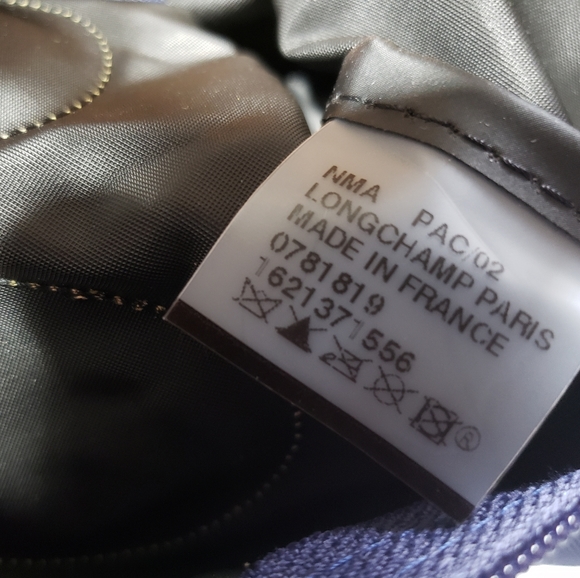 NMA PAC/02
LONGCHAMP PARIS
MADE IN FRANCE
0781819
1621371556
®